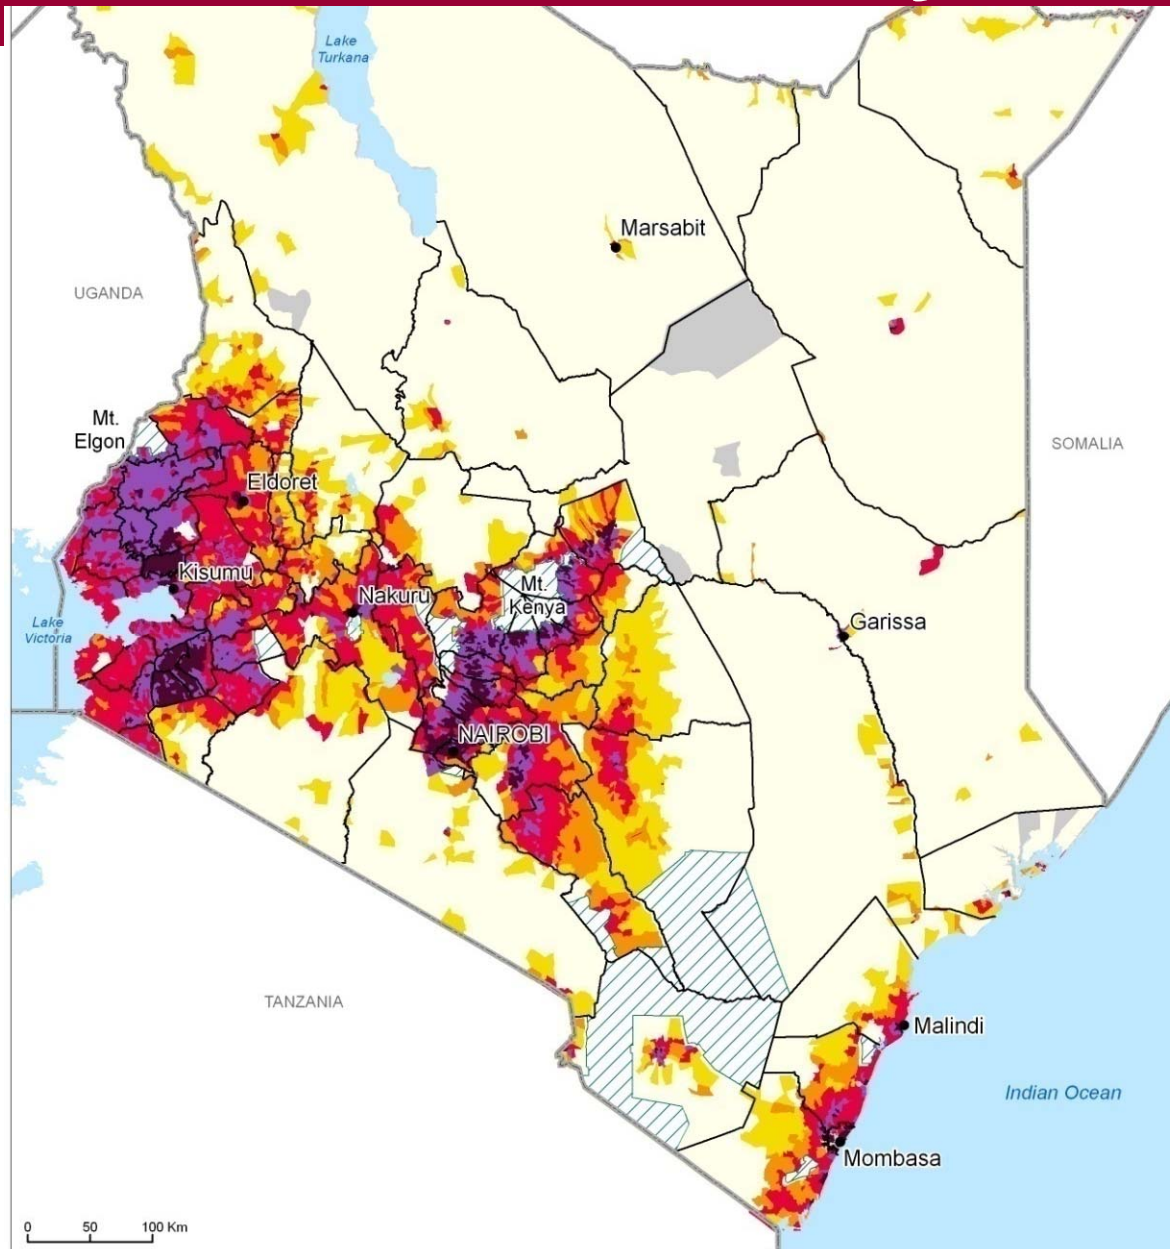 Lake
Turkana
Marsabit
UGANDA
Mt.
Elgon
SOMALIA
Eldoret
Kisumu
Nakuru
Mt.
Kenya
Lake
Victoria
Garissa
NAIROBI
TANZANIA
Malindi
Indian Ocean
Mombasa
0 50 100 Km